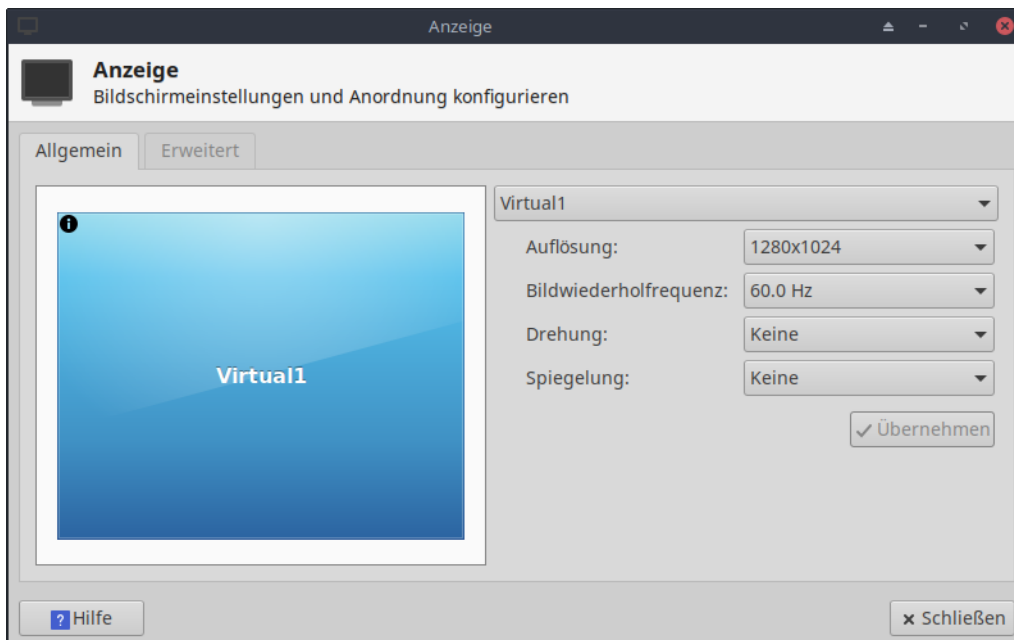 Anzeige
Anzeige
Bildschirmeinstellungen und Anordnung konfigurieren
Allgemein
Erweitert
Virtual1
Virtual1
Auflösung: 1280x1024
Bildwiederholfrequenz: 60.0 Hz
Drehung: Keine
Spiegelung: Keine
Übernehmen
Hilfe
Schließen